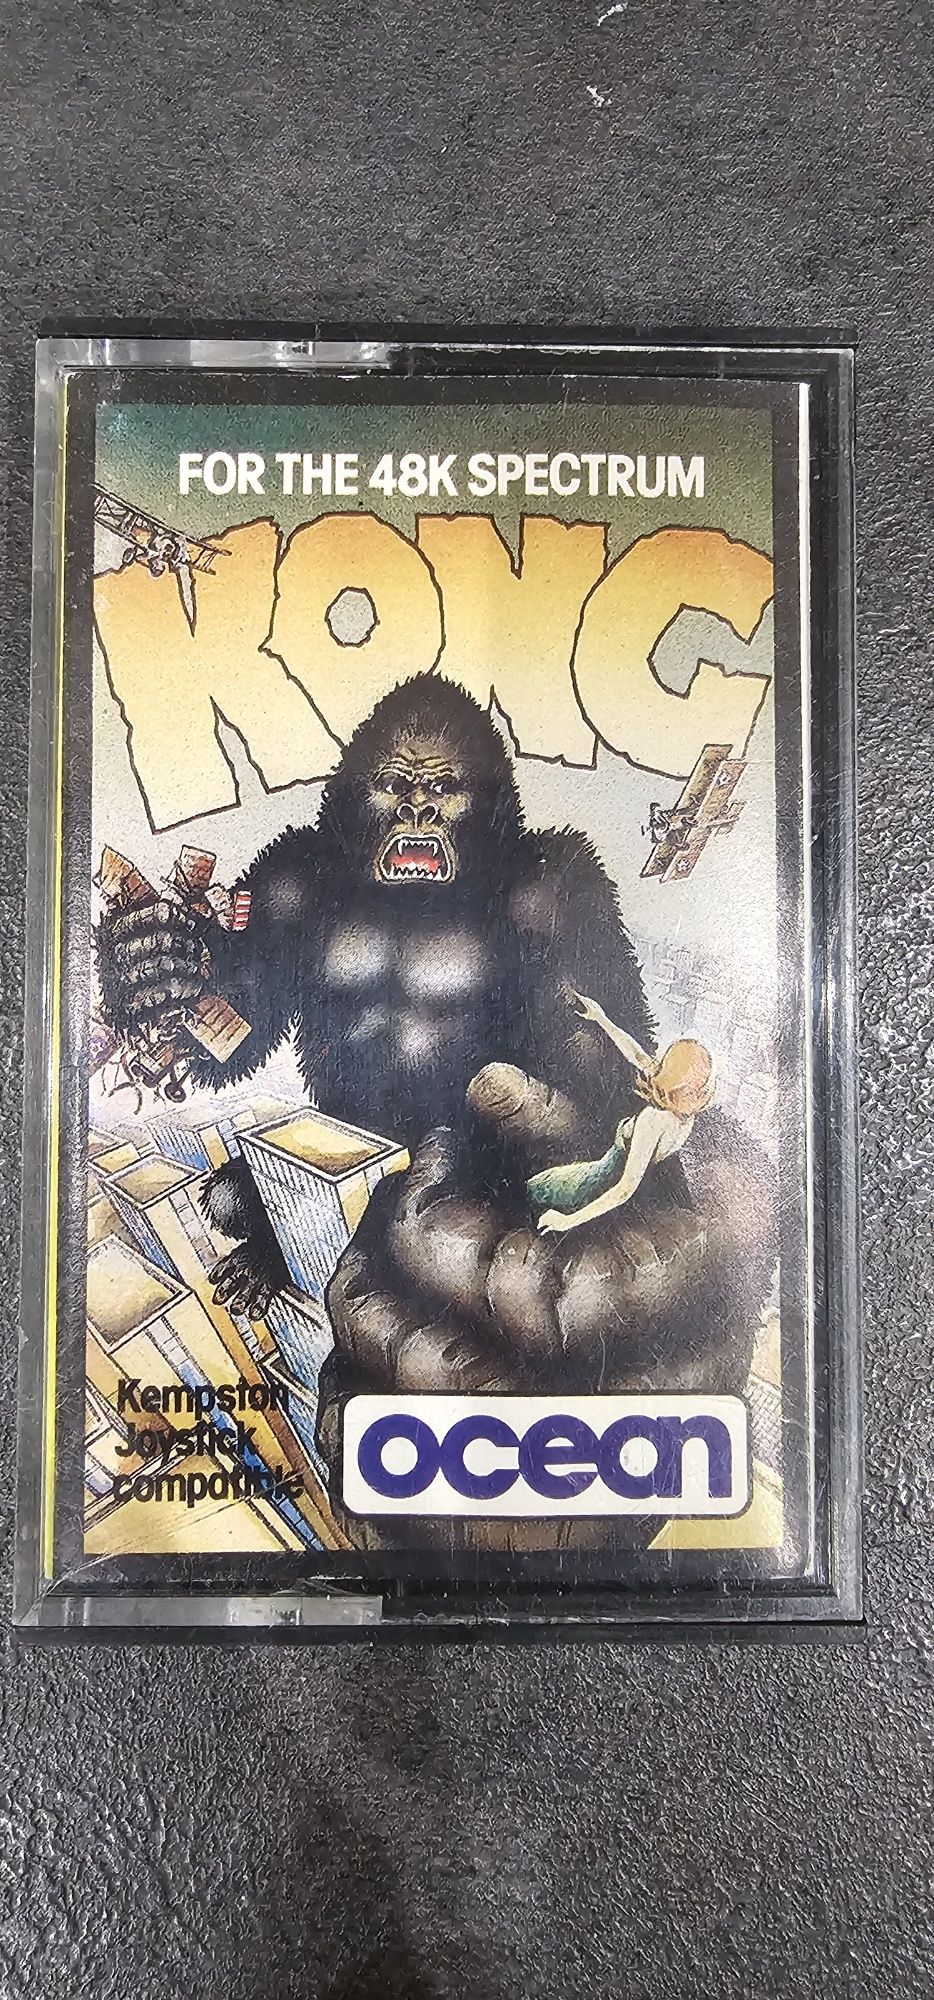 FOR THE 48K SPECTRUM
KONG
Kempston
Joystick
compatible
ocean